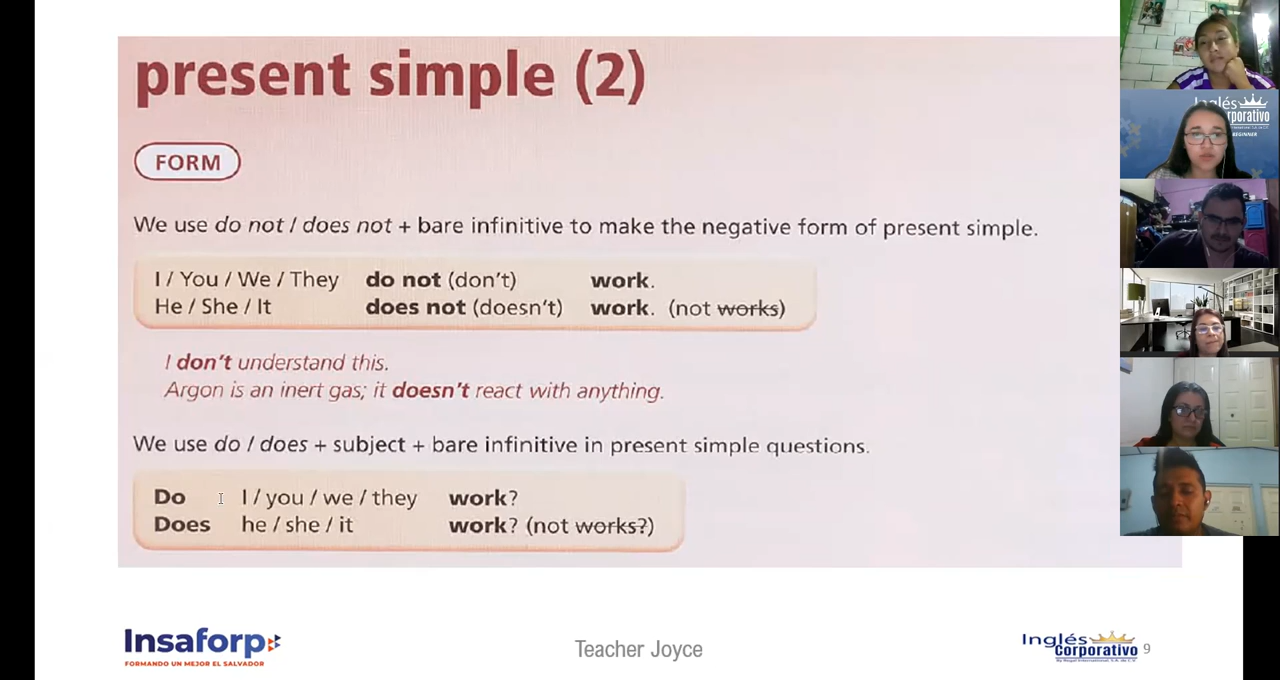 present simple (2)
FORM
We use do not / does not + bare infinitive to make the negative form of present simple.
I / You / We / They do not (don't) work.
He / She / It does not (doesn't) work. (not works)
I don't understand this.
Argon is an inert gas; it doesn't react with anything.
We use do / does + subject + bare infinitive in present simple questions.
Do I / you / we / they work?
Does he / she / it work? (not works?)
Insaforp
FORMANDO UN MEJOR EL SALVADOR
Teacher Joyce
Inglés
Corporativo
9
Inglés
orporativo
BEGINNER